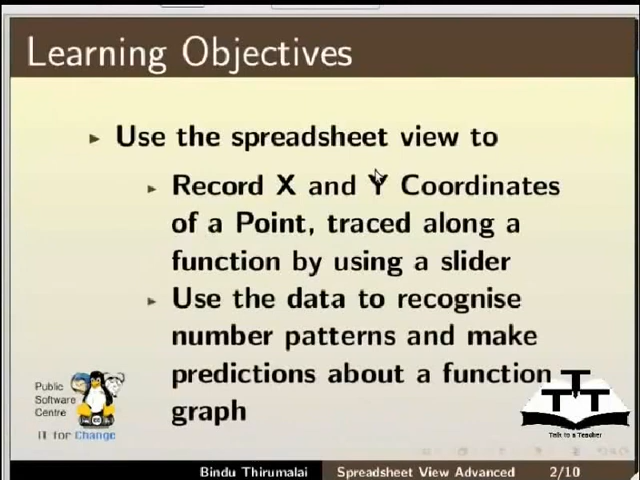 Learning Objectives
Use the spreadsheet view to
Record X and Y Coordinates
of a Point, traced along a
function by using a slider
Use the data to recognise
number patterns and make
predictions about a function
graph
Public
Software
Centre
IT for Change
TTT
Talk to a Teacher
Bindu Thirumalai Spreadsheet View Advanced 2/10